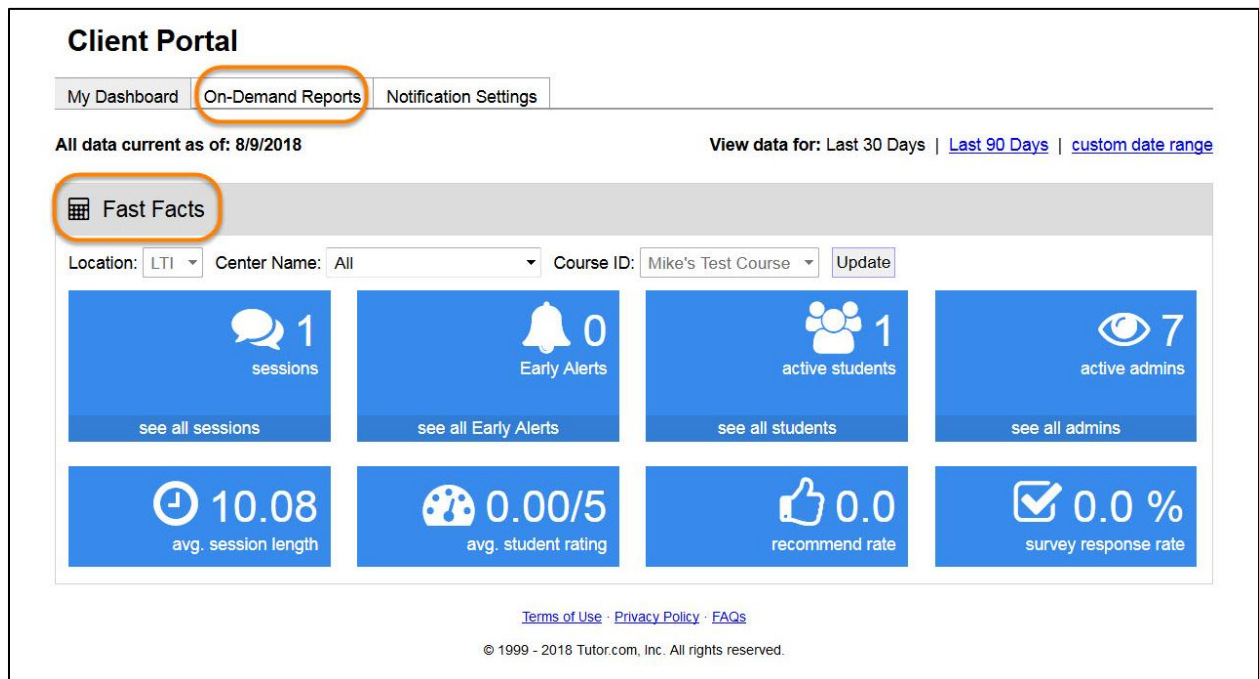 Client Portal
My Dashboard On-Demand Reports Notification Settings
All data current as of: 8/9/2018 View data for: Last 30 Days | Last 90 Days | custom date range
Fast Facts
Location: LTI Center Name: All Course ID: Mike's Test Course Update
1 0 1 7
sessions Early Alerts active students active admins
see all sessions see all Early Alerts see all students see all admins
10.08 0.00/5 0.0 0.0 %
avg. session length avg. student rating recommend rate survey response rate
Terms of Use · Privacy Policy · FAQs
© 1999 - 2018 Tutor.com, Inc. All rights reserved.